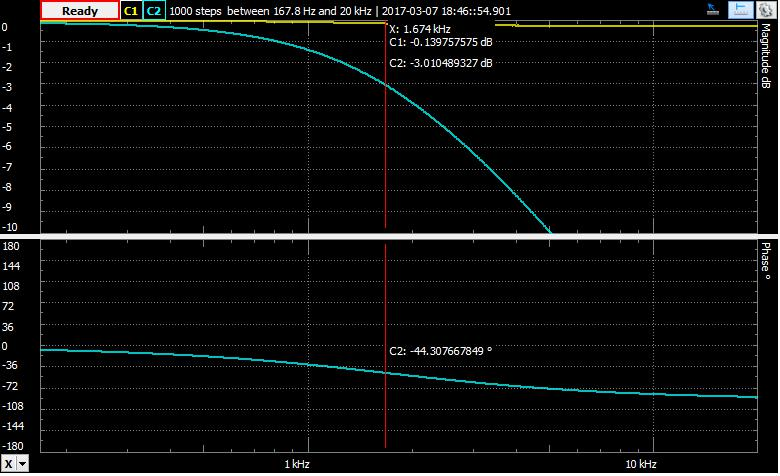 Ready C1 C2 1000 steps between 167.8 Hz and 20 kHz | 2017-03-07 18:46:54.901
X: 1.674 kHz
C1: -0.139757575 dB
C2: -3.010489327 dB
0
-1
-2
-3
-4
-5
-6
-7
-8
-9
-10
Magnitude dB
180
144
108
72
36
0
-36
-72
-108
-144
-180
C2: -44.307667849 °
Phase °
X
1 kHz
10 kHz